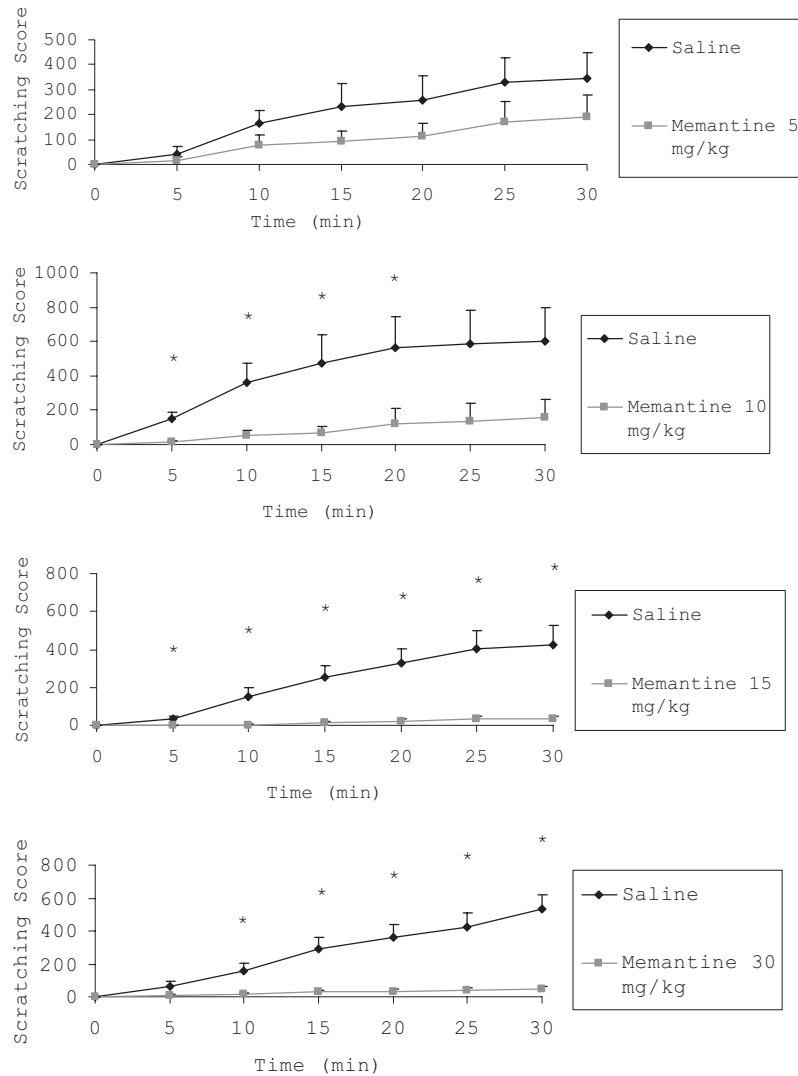 Scratching Score
500
400
300
200
100
0
0 5 10 15 20 25 30
Time (min)
Saline
Memantine 5
mg/kg
Scratching Score
1000
800
600
400
200
0
* * * *
0 5 10 15 20 25 30
Time (min)
Saline
Memantine 10
mg/kg
Scratching Score
800
600
400
200
0
* * * * * *
0 5 10 15 20 25 30
Time (min)
Saline
Memantine 15
mg/kg
Scratching Score
800
600
400
200
0
* * * * *
0 5 10 15 20 25 30
Time (min)
Saline
Memantine 30
mg/kg